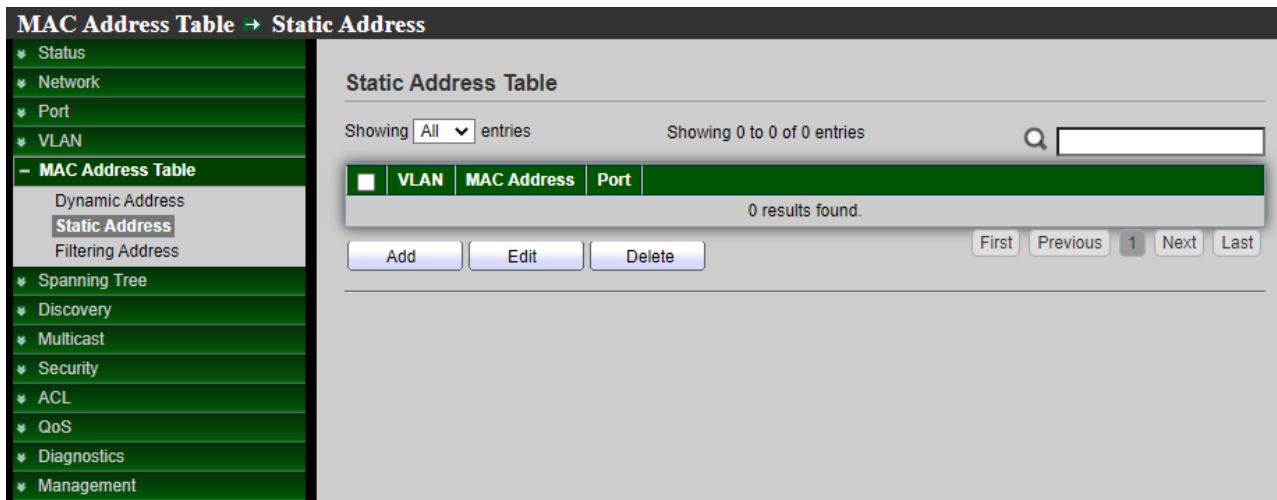 MAC Address Table → Static Address
Status
Network
Port
VLAN
MAC Address Table
Dynamic Address
Static Address
Filtering Address
Spanning Tree
Discovery
Multicast
Security
ACL
QoS
Diagnostics
Management
Static Address Table
Showing All entries
Showing 0 to 0 of 0 entries
VLAN MAC Address Port
0 results found.
Add Edit Delete
First Previous 1 Next Last